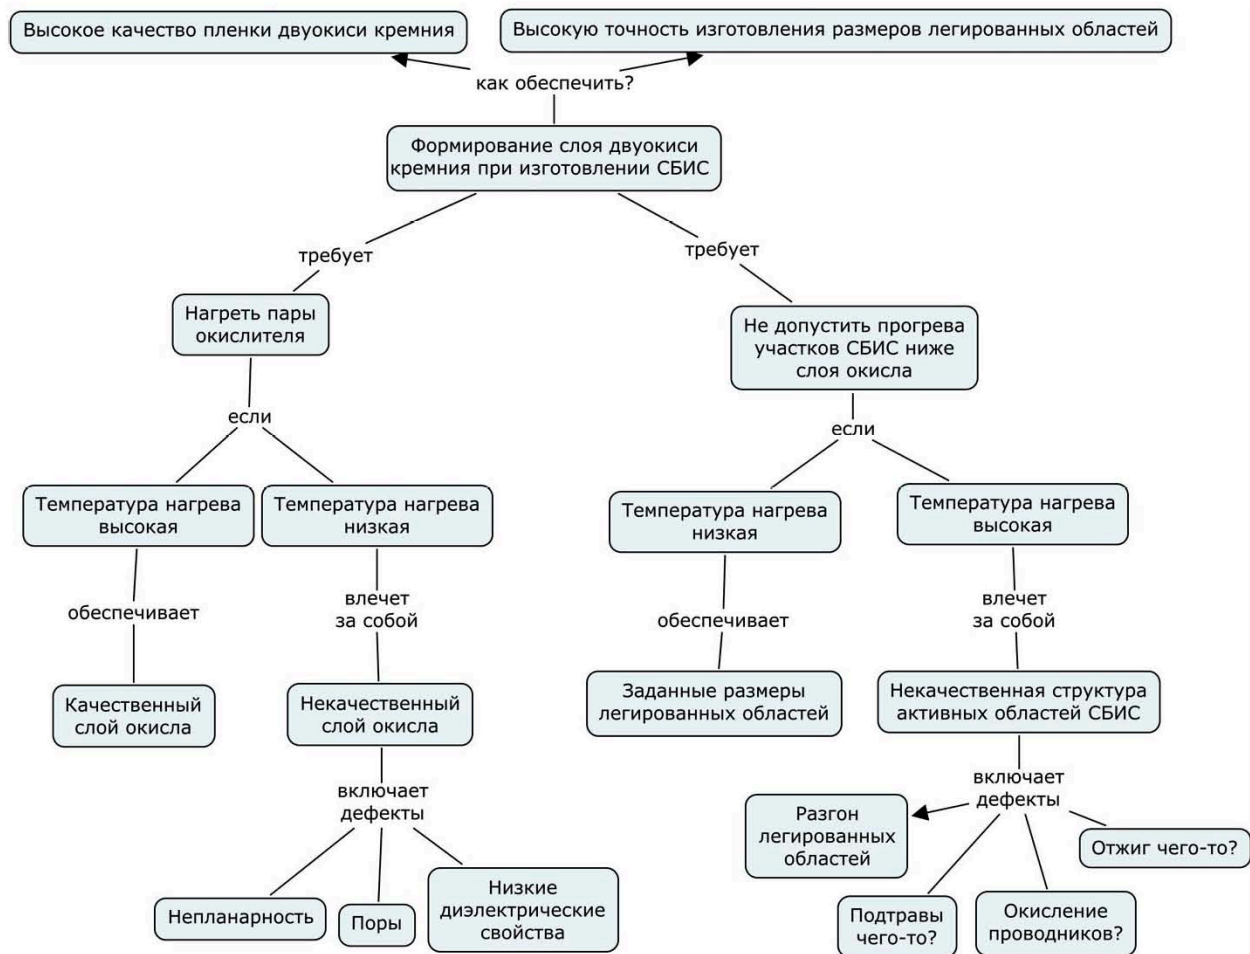 Высокое качество пленки двуокиси кремния
Высокую точность изготовления размеров легированных областей
как обеспечить?
Формирование слоя двуокиси
кремния при изготовлении СБИС
требует
требует
Нагреть пары
окислителя
Не допустить прогрева
участков СБИС ниже
слоя окисла
если
если
Температура нагрева
высокая
Температура нагрева
низкая
Температура нагрева
низкая
Температура нагрева
высокая
обеспечивает
влечет
за собой
обеспечивает
влечет
за собой
Качественный
слой окисла
Некачественный
слой окисла
Заданные размеры
легированных областей
Некачественная структура
активных областей СБИС
включает
дефекты
включает
дефекты
Непланарность
Поры
Низкие
диэлектрические
свойства
Разгон
легированных
областей
Подтравы
чего-то?
Окисление
проводников?
Отжиг чего-то?